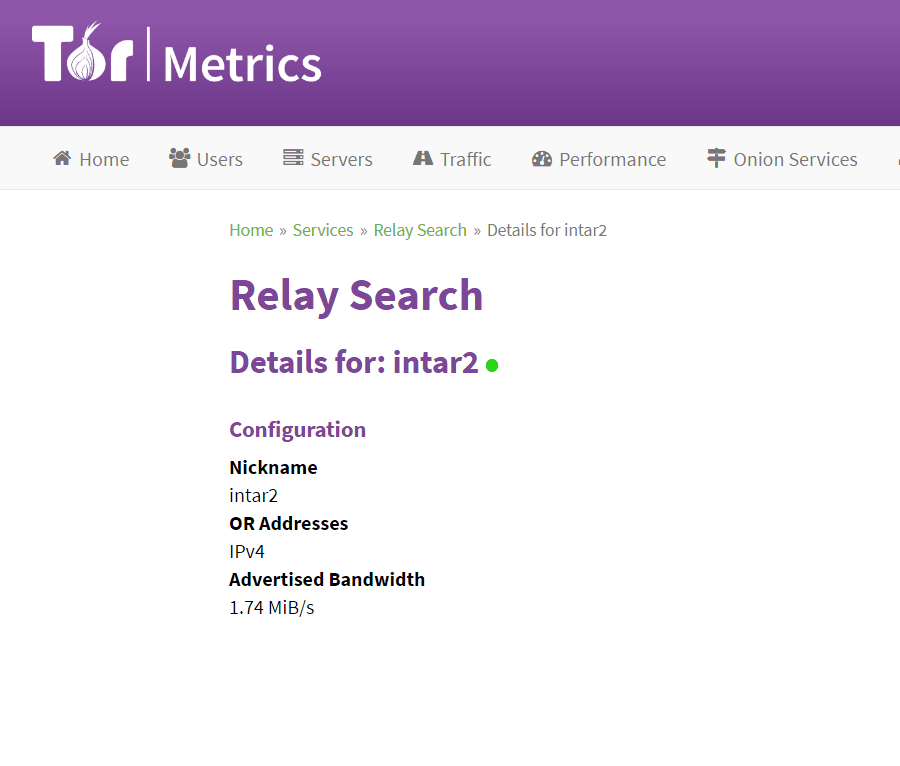 Tor | Metrics
Home Users Servers Traffic Performance Onion Services
Home » Services » Relay Search » Details for intar2
Relay Search
Details for: intar2
Configuration
Nickname
intar2
OR Addresses
IPv4
Advertised Bandwidth
1.74 MiB/s